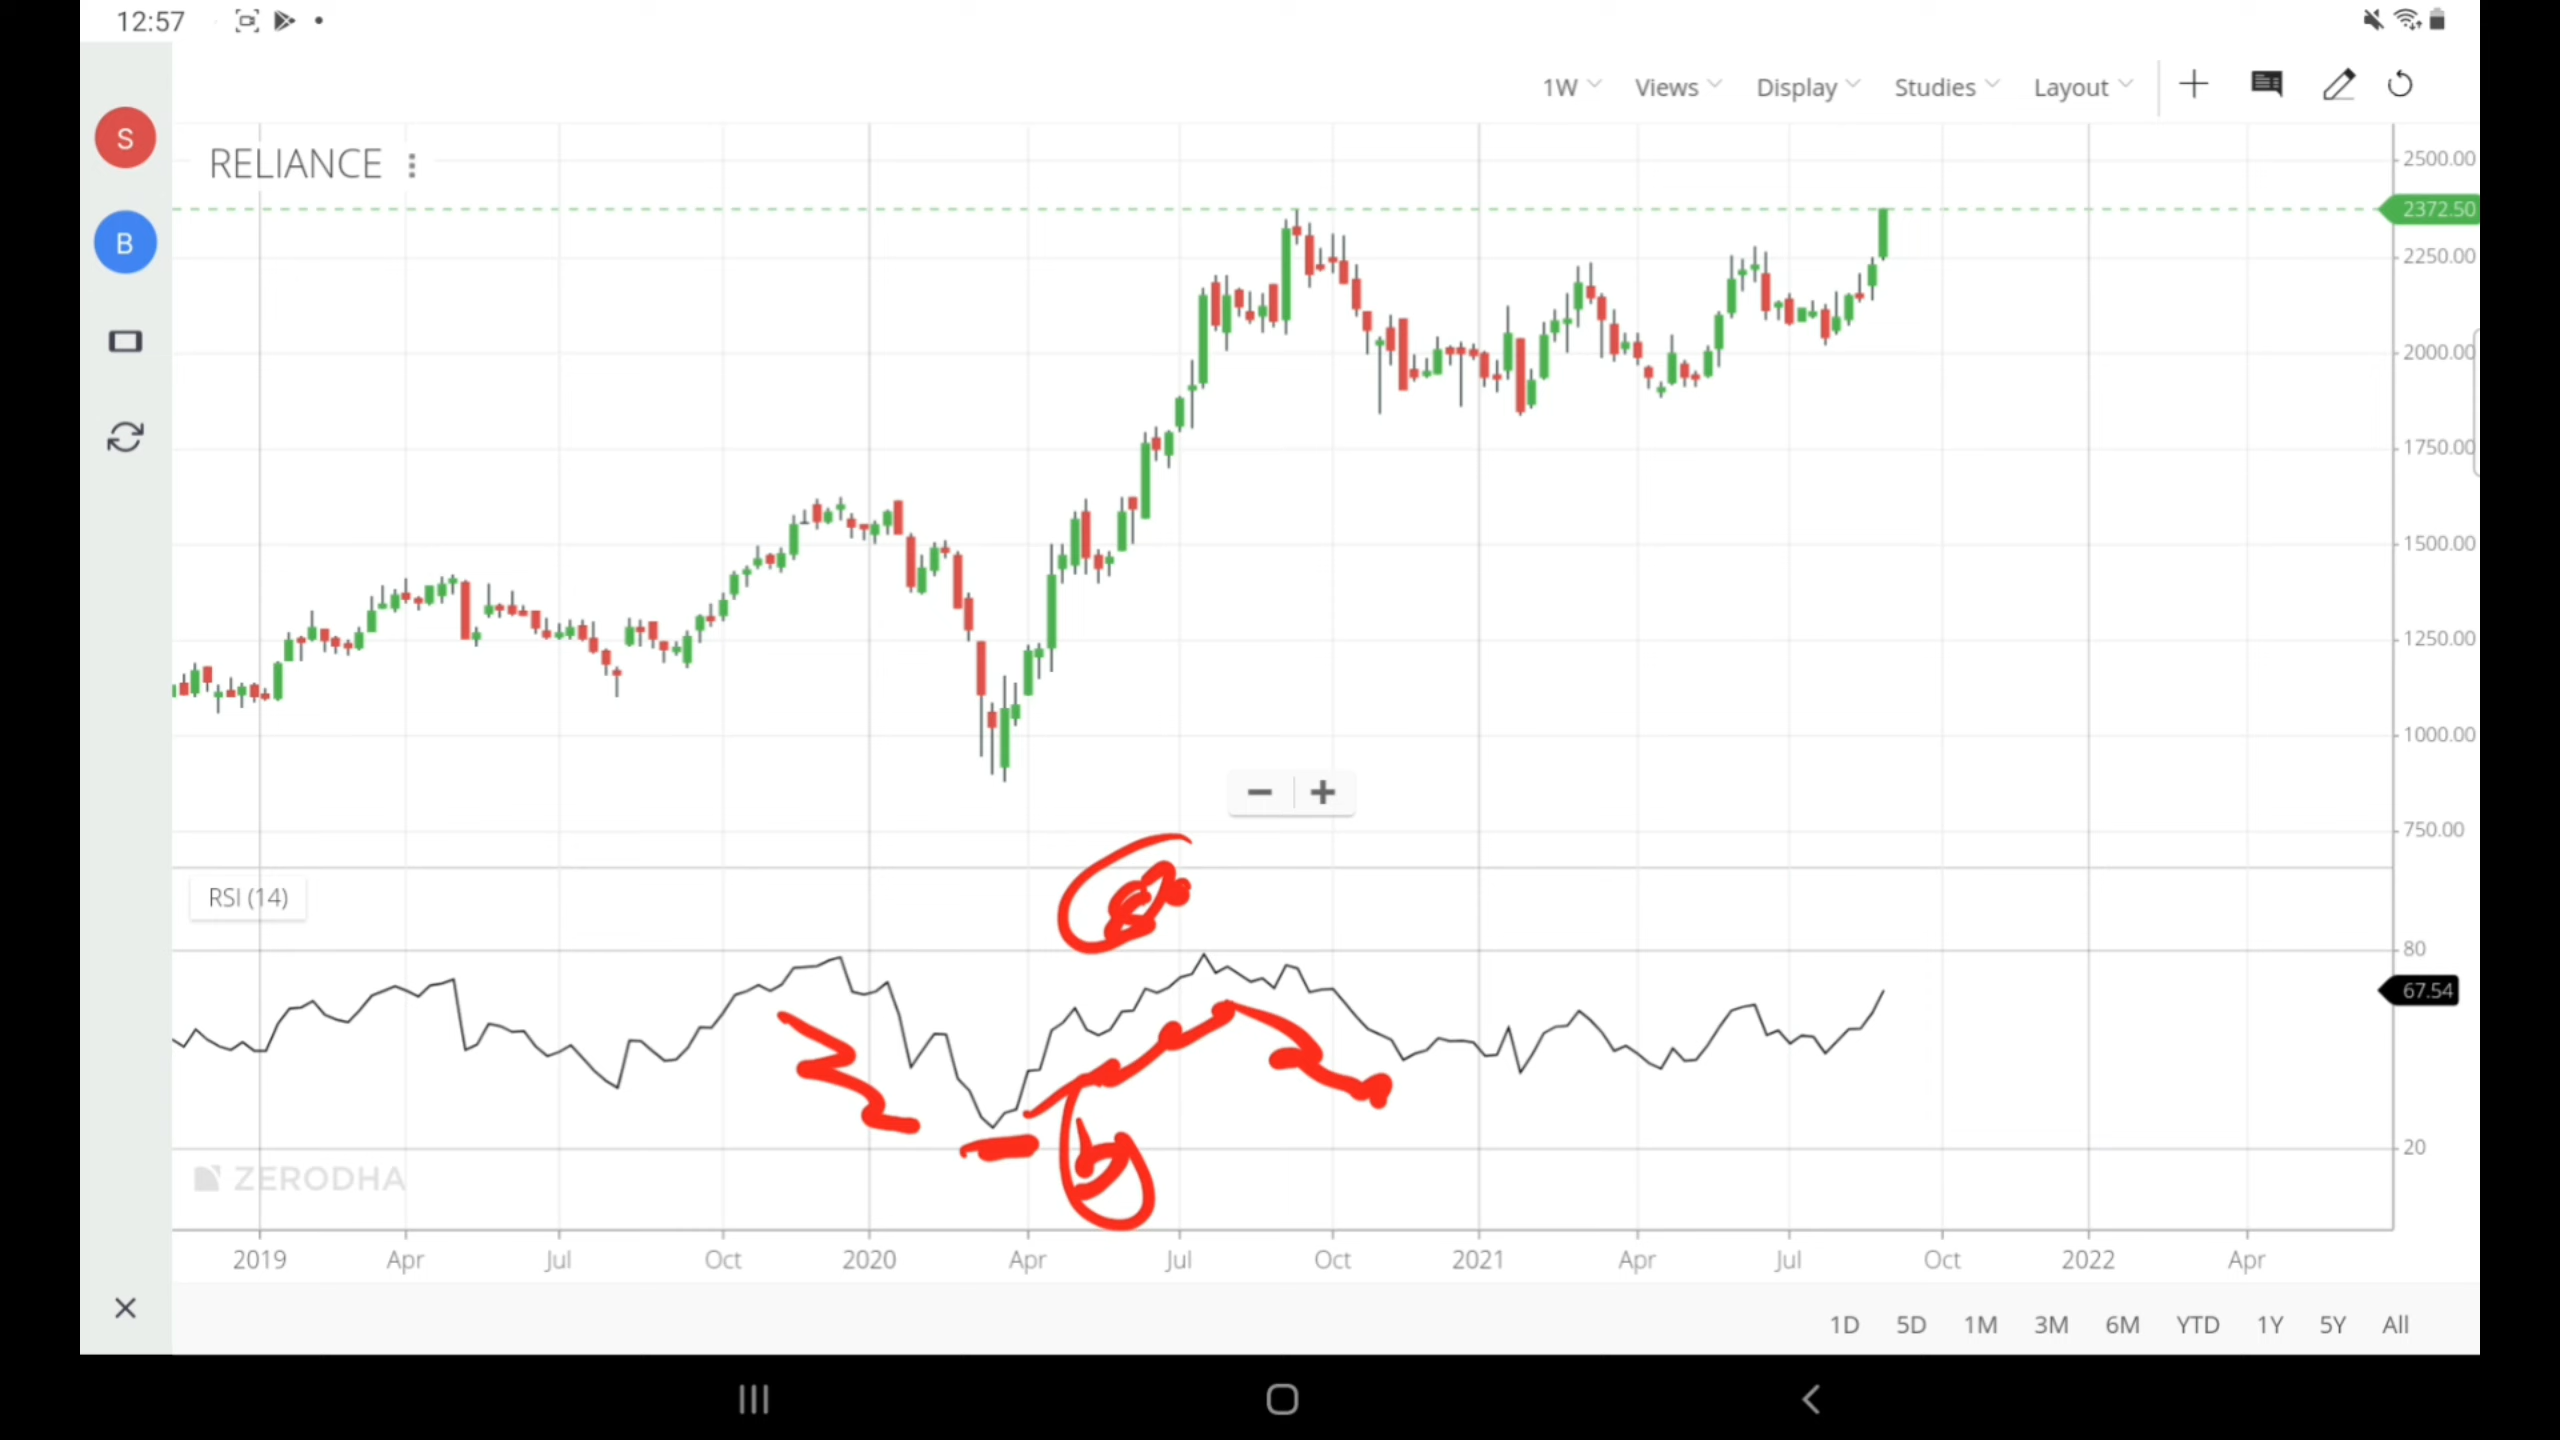 12:57
1W Views Display Studies Layout
S
RELIANCE
B
2500.00
2372.50
2250.00
2000.00
1750.00
1500.00
1250.00
1000.00
750.00
RSI (14)
80
67.54
20
ZERODHA
2019 Apr Jul Oct 2020 Apr Jul Oct 2021 Apr Jul Oct 2022 Apr
1D 5D 1M 3M 6M YTD 1Y 5Y All